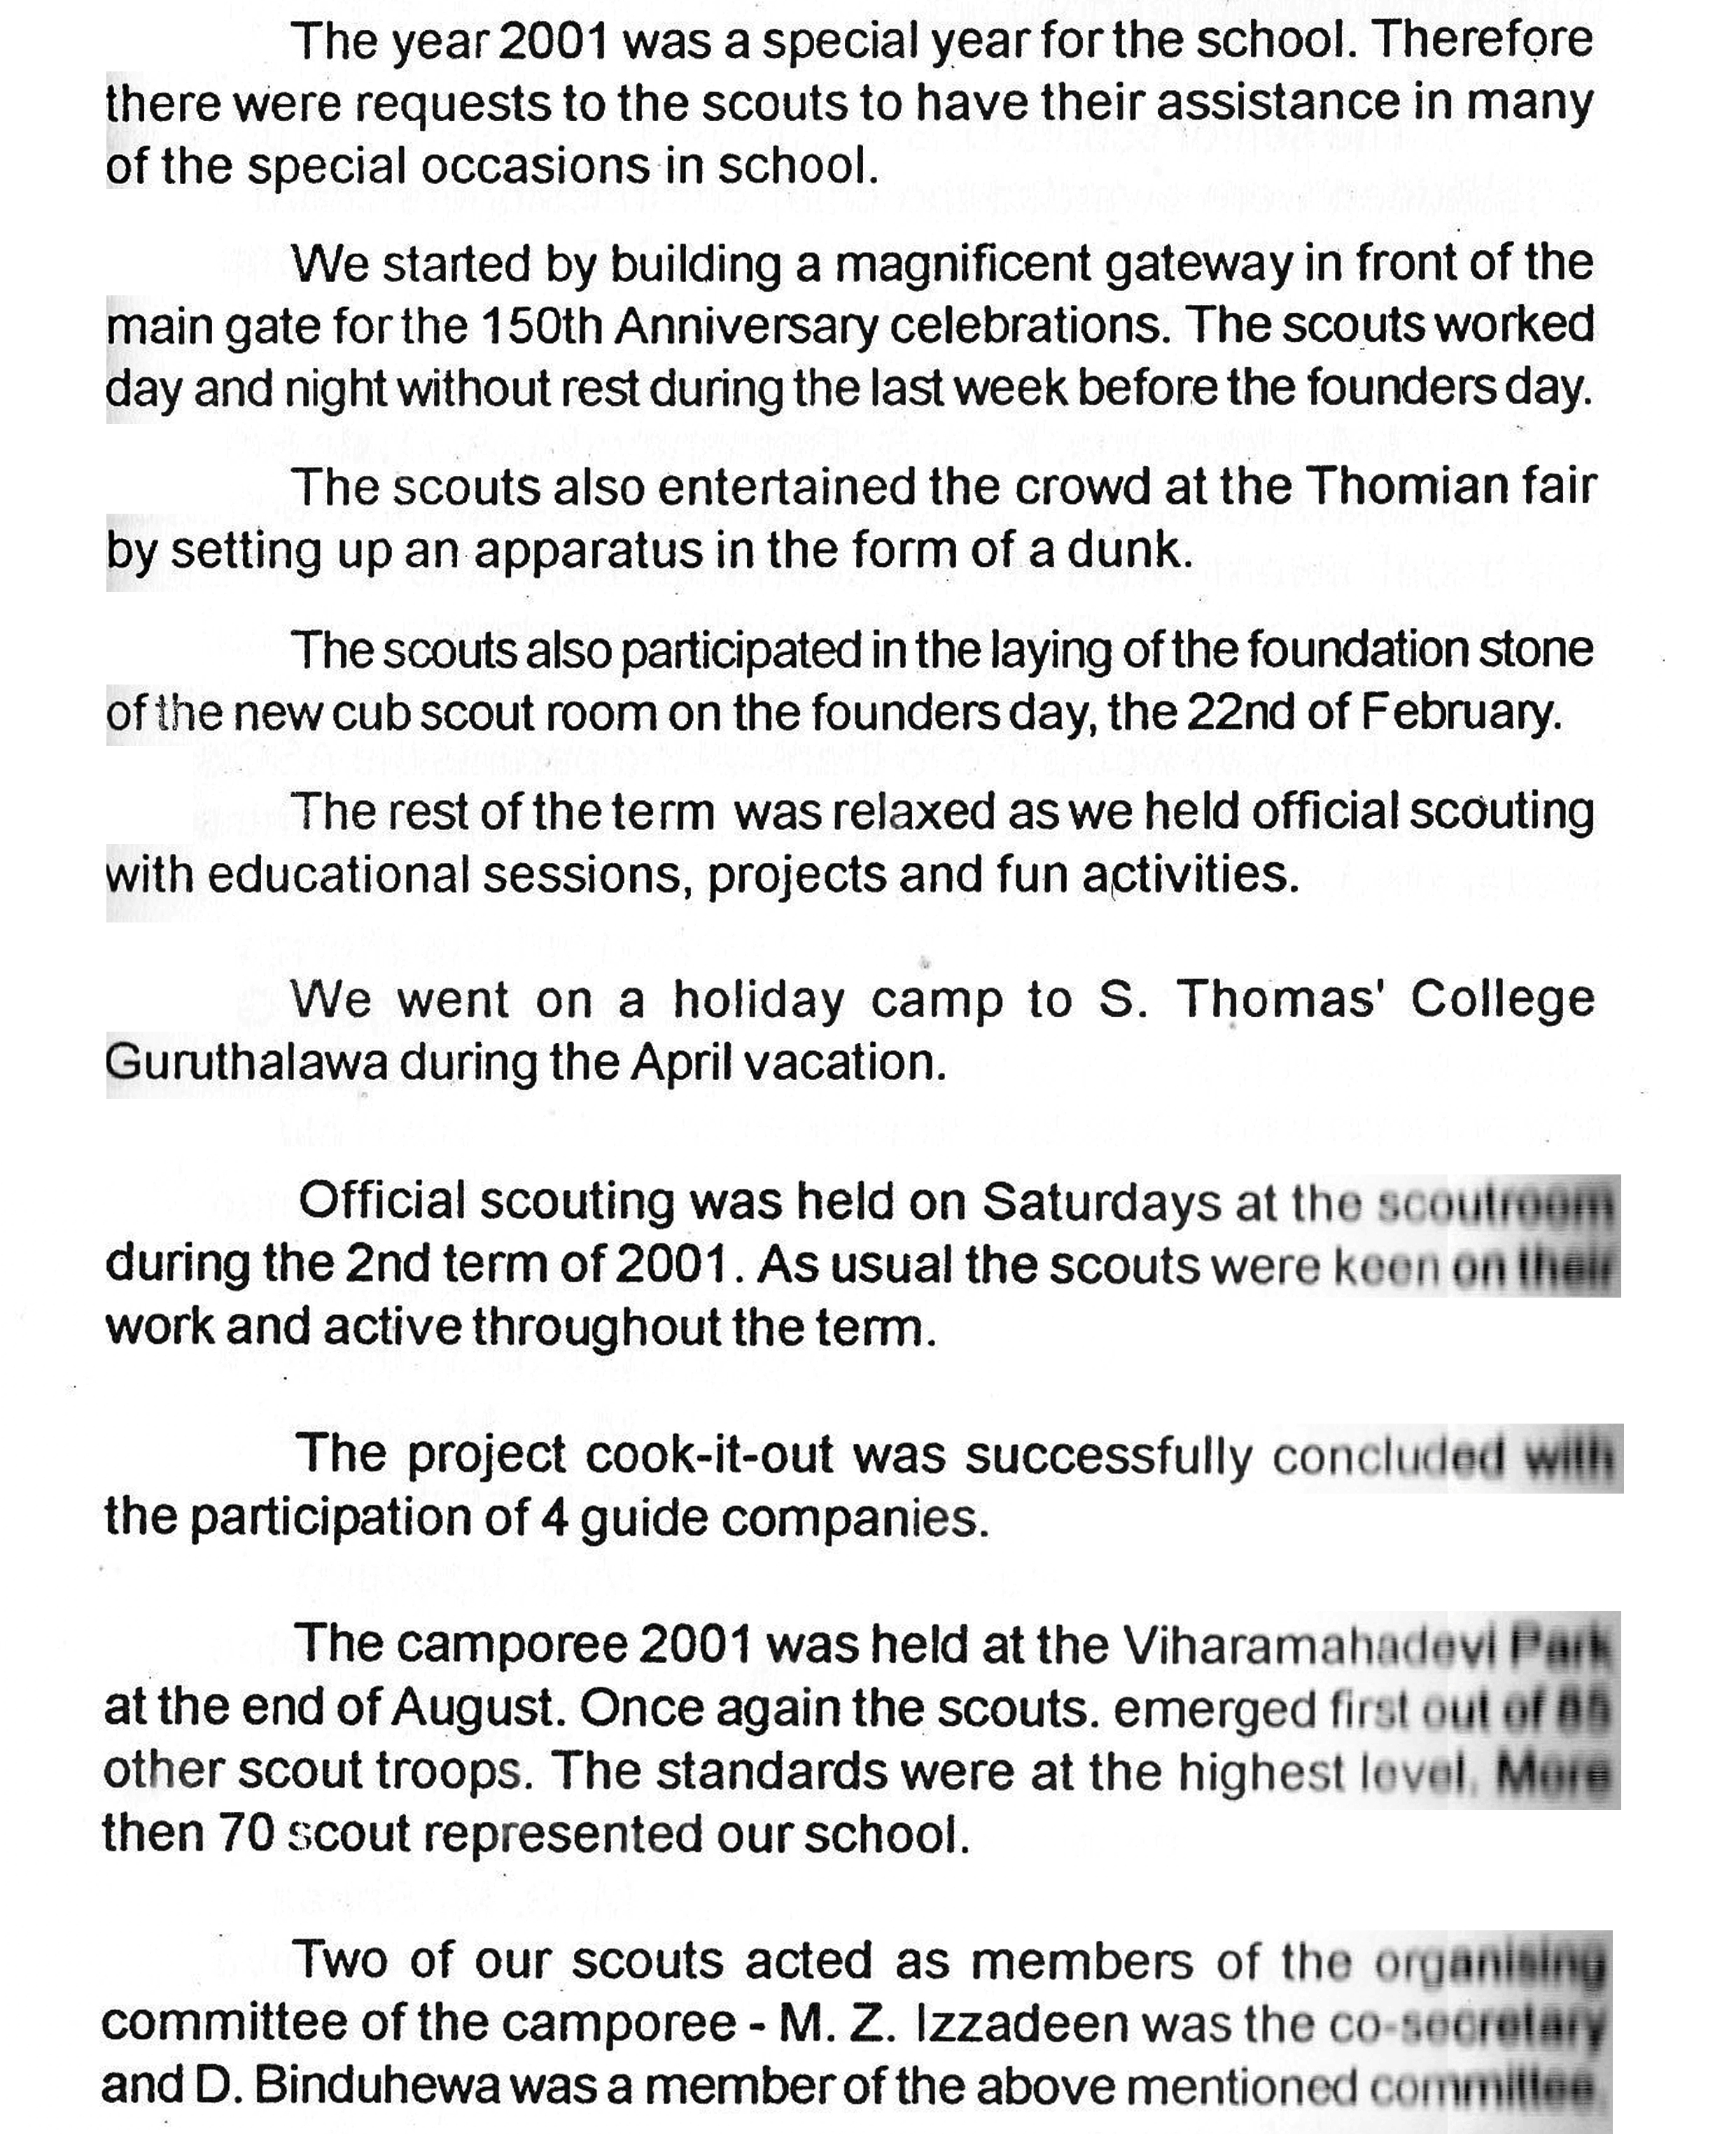 The year 2001 was a special year for the school. Therefore
there were requests to the scouts to have their assistance in many
of the special occasions in school.
We started by building a magnificent gateway in front of the
main gate for the 150th Anniversary celebrations. The scouts worked
day and night without rest during the last week before the founders day.
The scouts also entertained the crowd at the Thomian fair
by setting up an apparatus in the form of a dunk.
The scouts also participated in the laying of the foundation stone
of the new cub scout room on the founders day, the 22nd of February.
The rest of the term was relaxed as we held official scouting
with educational sessions, projects and fun activities.
We went on a holiday camp to S. Thomas' College
Guruthalawa during the April vacation.
Official scouting was held on Saturdays at the scoutroom
during the 2nd term of 2001. As usual the scouts were keen on their
work and active throughout the term.
The project cook-it-out was successfully concluded with
the participation of 4 guide companies.
The camporee 2001 was held at the Viharamahadevi Park
at the end of August. Once again the scouts. emerged first out of
other scout troops. The standards were at the highest level. More
then 70 scout represented our school.
Two of our scouts acted as members of the organising
committee of the camporee - M. Z. Izzadeen was the co-secretary
and D. Binduhewa was a member of the above mentioned committee